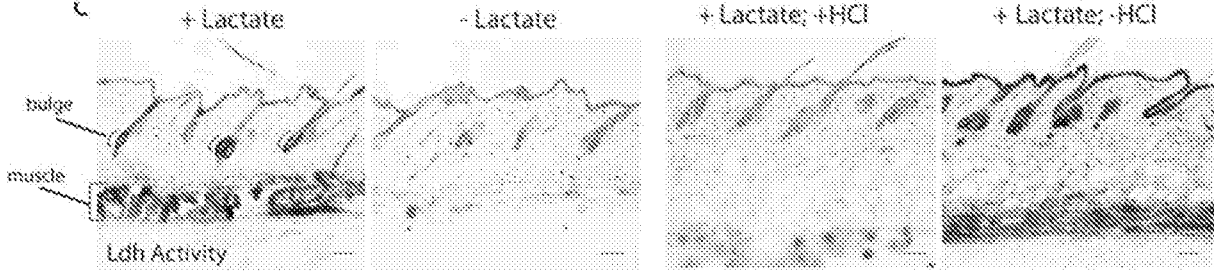 + Lactate
- Lactate
+ Lactate; +HCl
+ Lactate; -HCl
bulge
muscle
Ldh Activity